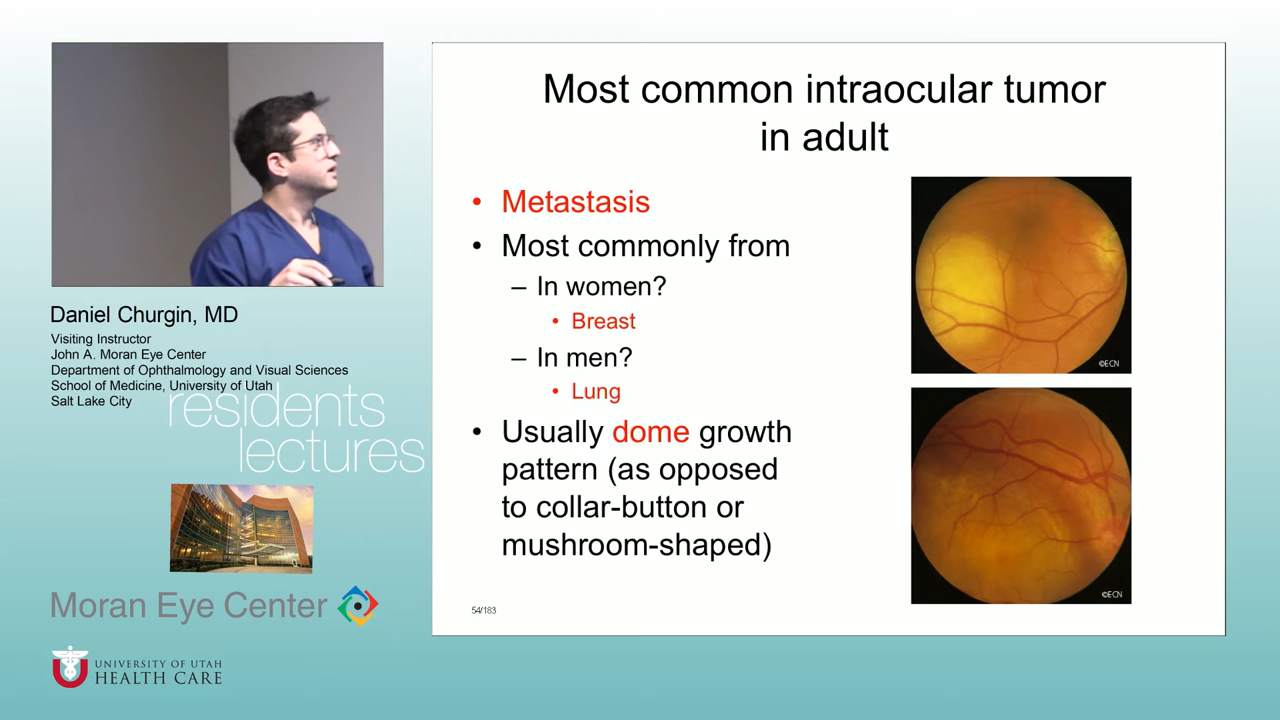 Most common intraocular tumor
in adult
• Metastasis
• Most commonly from
– In women?
• Breast
– In men?
• Lung
• Usually dome growth
pattern (as opposed
to collar-button or
mushroom-shaped)
54/183
©ECN
©ECN
Daniel Churgin, MD
Visiting Instructor
John A. Moran Eye Center
Department of Ophthalmology and Visual Sciences
School of Medicine, University of Utah
Salt Lake City
residents
lectures
Moran Eye Center
U
UNIVERSITY OF UTAH
HEALTH CARE